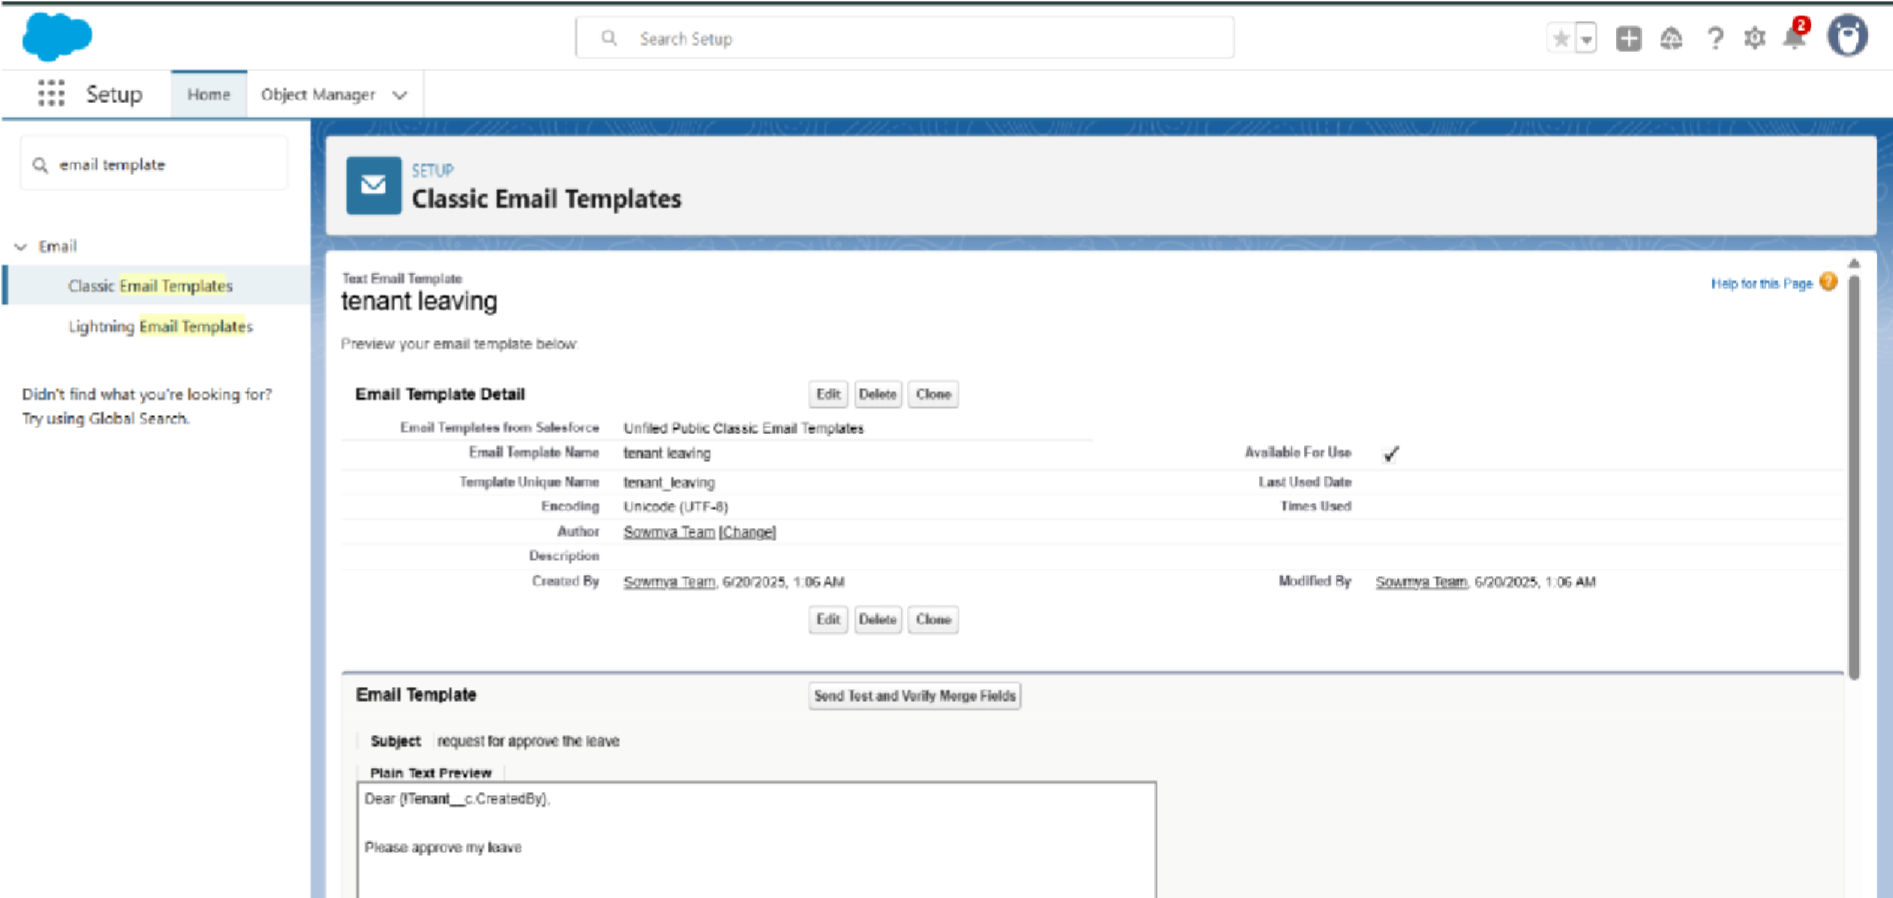 Search Setup
2
Setup
Home
Object Manager
email template
Email
Classic Email Templates
Lightning Email Templates
Didn't find what you're looking for?
Try using Global Search.
SETUP
Classic Email Templates
Text Email Template
tenant leaving
Help for this Page
Preview your email template below.
Email Template Detail
Edit Delete Clone
Email Templates from Salesforce Unfiled Public Classic Email Templates
Email Template Name tenant leaving Available For Use ✓
Template Unique Name tenant_leaving Last Used Date
Encoding Unicode (UTF-8) Times Used
Author Sowmya Team [Change]
Description
Created By Sowmya Team, 6/20/2025, 1:06 AM Modified By Sowmya Team, 6/20/2025, 1:06 AM
Edit Delete Clone
Email Template Send Test and Verify Merge Fields
Subject request for approve the leave
Plain Text Preview
Dear {!Tenant__c.CreatedBy},
Please approve my leave